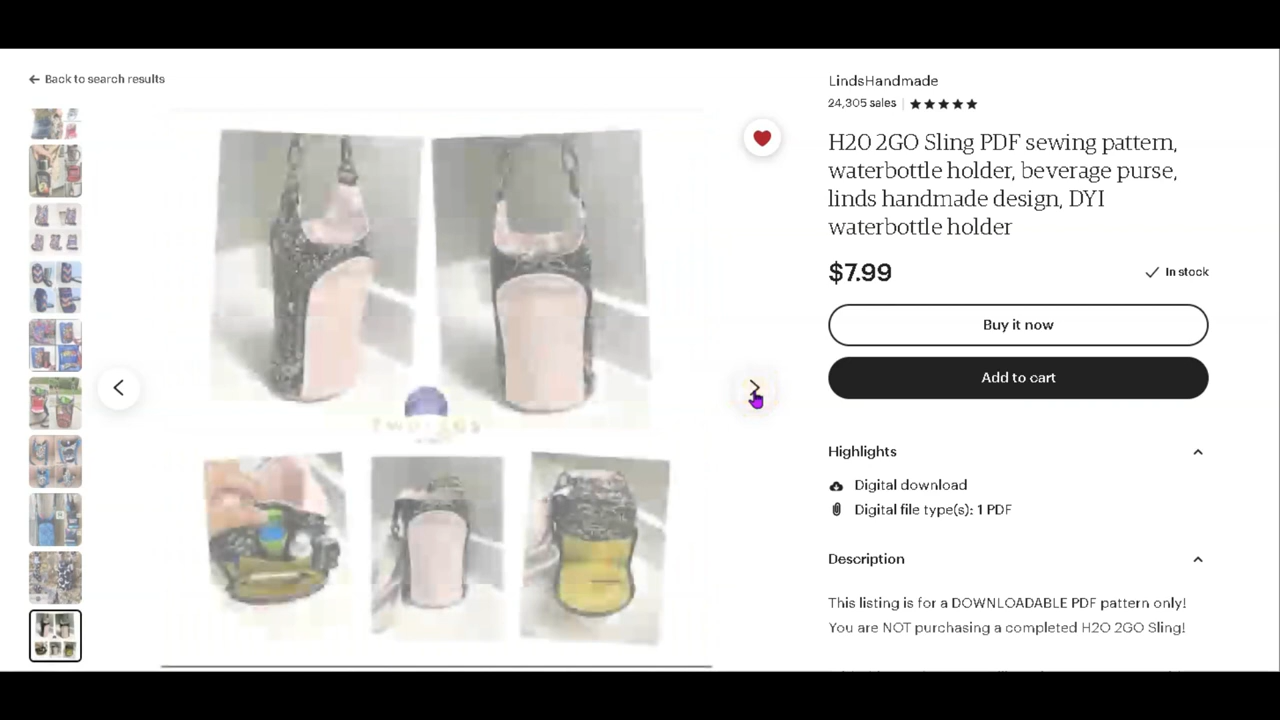 Back to search results
LindsHandmade
24,305 sales
H2O 2GO Sling PDF sewing pattern,
waterbottle holder, beverage purse,
linds handmade design, DYI
waterbottle holder
$7.99
In stock
Buy it now
Add to cart
Highlights
Digital download
Digital file type(s): 1 PDF
Description
This listing is for a DOWNLOADABLE PDF pattern only!
You are NOT purchasing a completed H2O 2GO Sling!